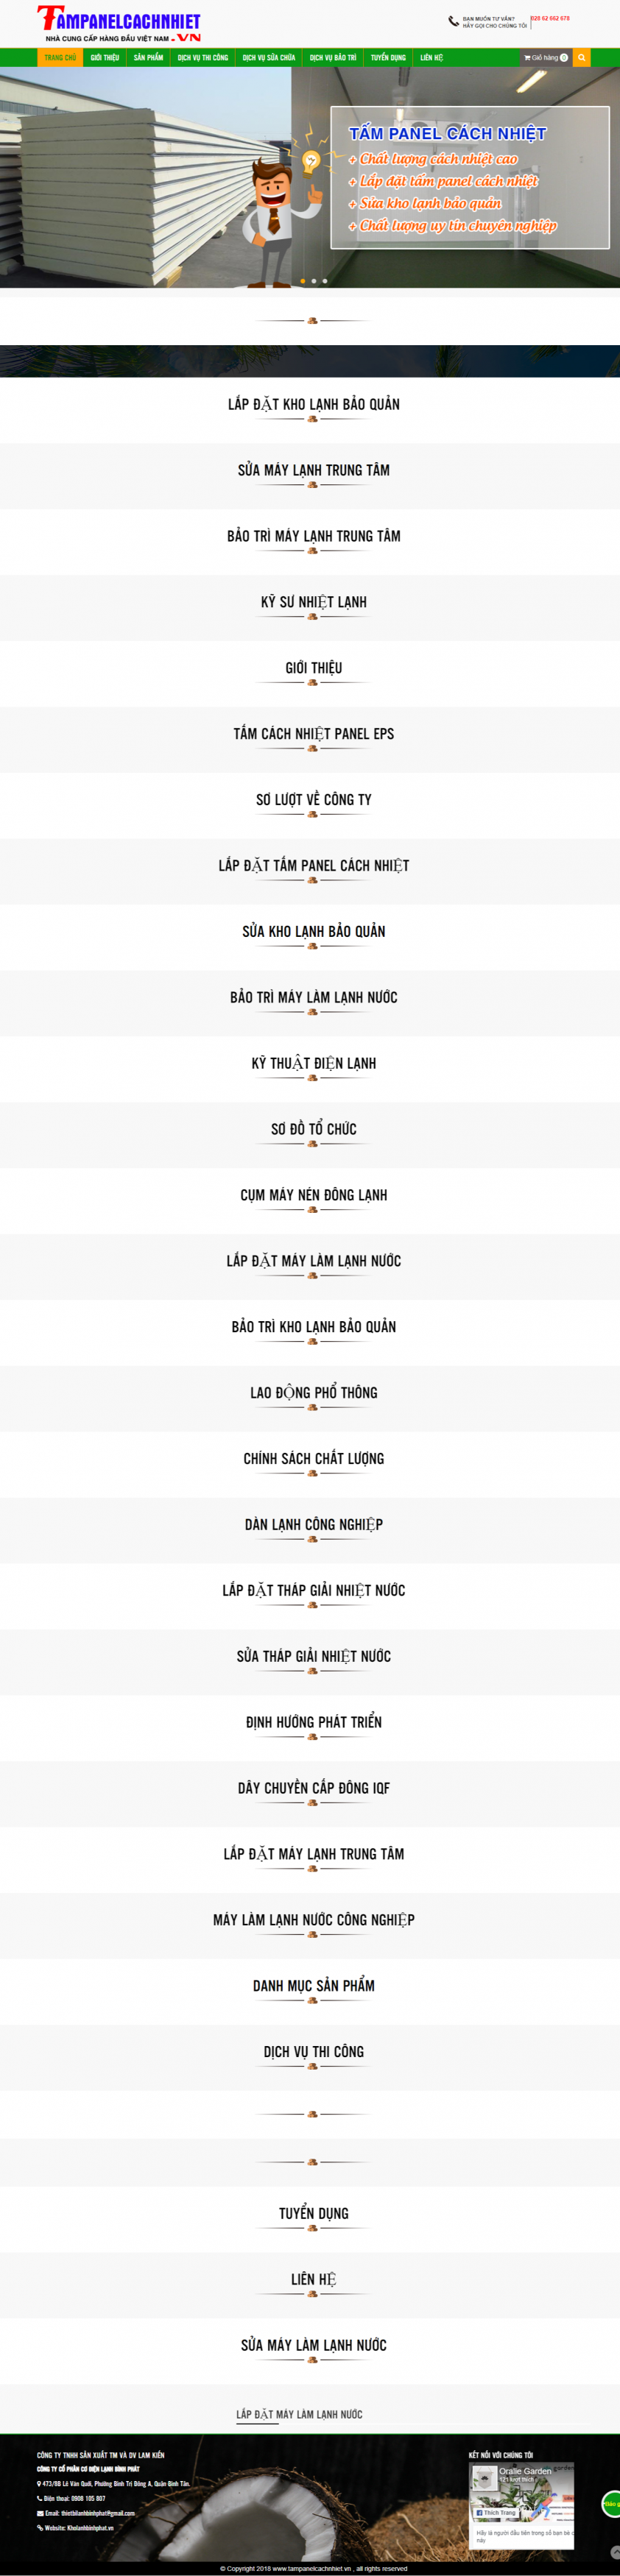 TAMPANELCACHNHIET
NHÀ CUNG CẤP HÀNG ĐẦU VIỆT NAM .VN
BẠN MUỐN TƯ VẤN?
HÃY GỌI CHO CHÚNG TÔI
028 62 662 678
TRANG CHỦ GIỚI THIỆU SẢN PHẨM DỊCH VỤ THI CÔNG DỊCH VỤ SỬA CHỮA DỊCH VỤ BẢO TRÌ TUYỂN DỤNG LIÊN HỆ Giỏ hàng 0
TẤM PANEL CÁCH NHIỆT
+ Chất lượng cách nhiệt cao
+ Lắp đặt tấm panel cách nhiệt
+ Sửa kho lạnh bảo quản
+ Chất lượng uy tín chuyên nghiệp
LẮP ĐẶT KHO LẠNH BẢO QUẢN
SỬA MÁY LẠNH TRUNG TÂM
BẢO TRÌ MÁY LẠNH TRUNG TÂM
KỸ SƯ NHIỆT LẠNH
GIỚI THIỆU
TẤM CÁCH NHIỆT PANEL EPS
SƠ LƯỢT VỀ CÔNG TY
LẮP ĐẶT TẤM PANEL CÁCH NHIỆT
SỬA KHO LẠNH BẢO QUẢN
BẢO TRÌ MÁY LÀM LẠNH NƯỚC
KỸ THUẬT ĐIỆN LẠNH
SƠ ĐỒ TỔ CHỨC
CỤM MÁY NÉN ĐÔNG LẠNH
LẮP ĐẶT MÁY LÀM LẠNH NƯỚC
BẢO TRÌ KHO LẠNH BẢO QUẢN
LAO ĐỘNG PHỔ THÔNG
CHÍNH SÁCH CHẤT LƯỢNG
DÀN LẠNH CÔNG NGHIỆP
LẮP ĐẶT THÁP GIẢI NHIỆT NƯỚC
SỬA THÁP GIẢI NHIỆT NƯỚC
ĐỊNH HƯỚNG PHÁT TRIỂN
DÂY CHUYỀN CẤP ĐÔNG IQF
LẮP ĐẶT MÁY LẠNH TRUNG TÂM
MÁY LÀM LẠNH NƯỚC CÔNG NGHIỆP
DANH MỤC SẢN PHẨM
DỊCH VỤ THI CÔNG
TUYỂN DỤNG
LIÊN HỆ
SỬA MÁY LÀM LẠNH NƯỚC
LẮP ĐẶT MÁY LÀM LẠNH NƯỚC
CÔNG TY TNHH SẢN XUẤT TM VÀ DV LAM KIÊN
CÔNG TY CỔ PHẦN CƠ ĐIỆN LẠNH BÌNH PHÁT
473/8B Lê Văn Quới, Phường Bình Trị Đông A, Quận Bình Tân.
Điện thoại: 0908 105 807
Email: thietbilanhbinhphat@gmail.com
Website: Kholanhbinhphat.vn
KẾT NỐI VỚI CHÚNG TÔI
Oralie Garden
121 lượt thích
Thích Trang
Hãy là người đầu tiên trong số bạn bè c
này
Báo g
© Copyright 2018 www.tampanelcachnhiet.vn , all rights reserved